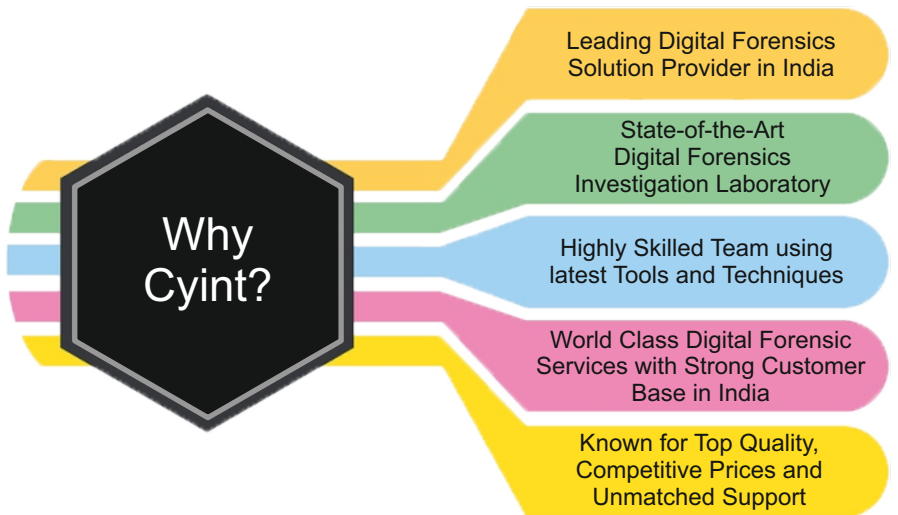 Why
Cyint?
Leading Digital Forensics
Solution Provider in India
State-of-the-Art
Digital Forensics
Investigation Laboratory
Highly Skilled Team using
latest Tools and Techniques
World Class Digital Forensic
Services with Strong Customer
Base in India
Known for Top Quality,
Competitive Prices and
Unmatched Support